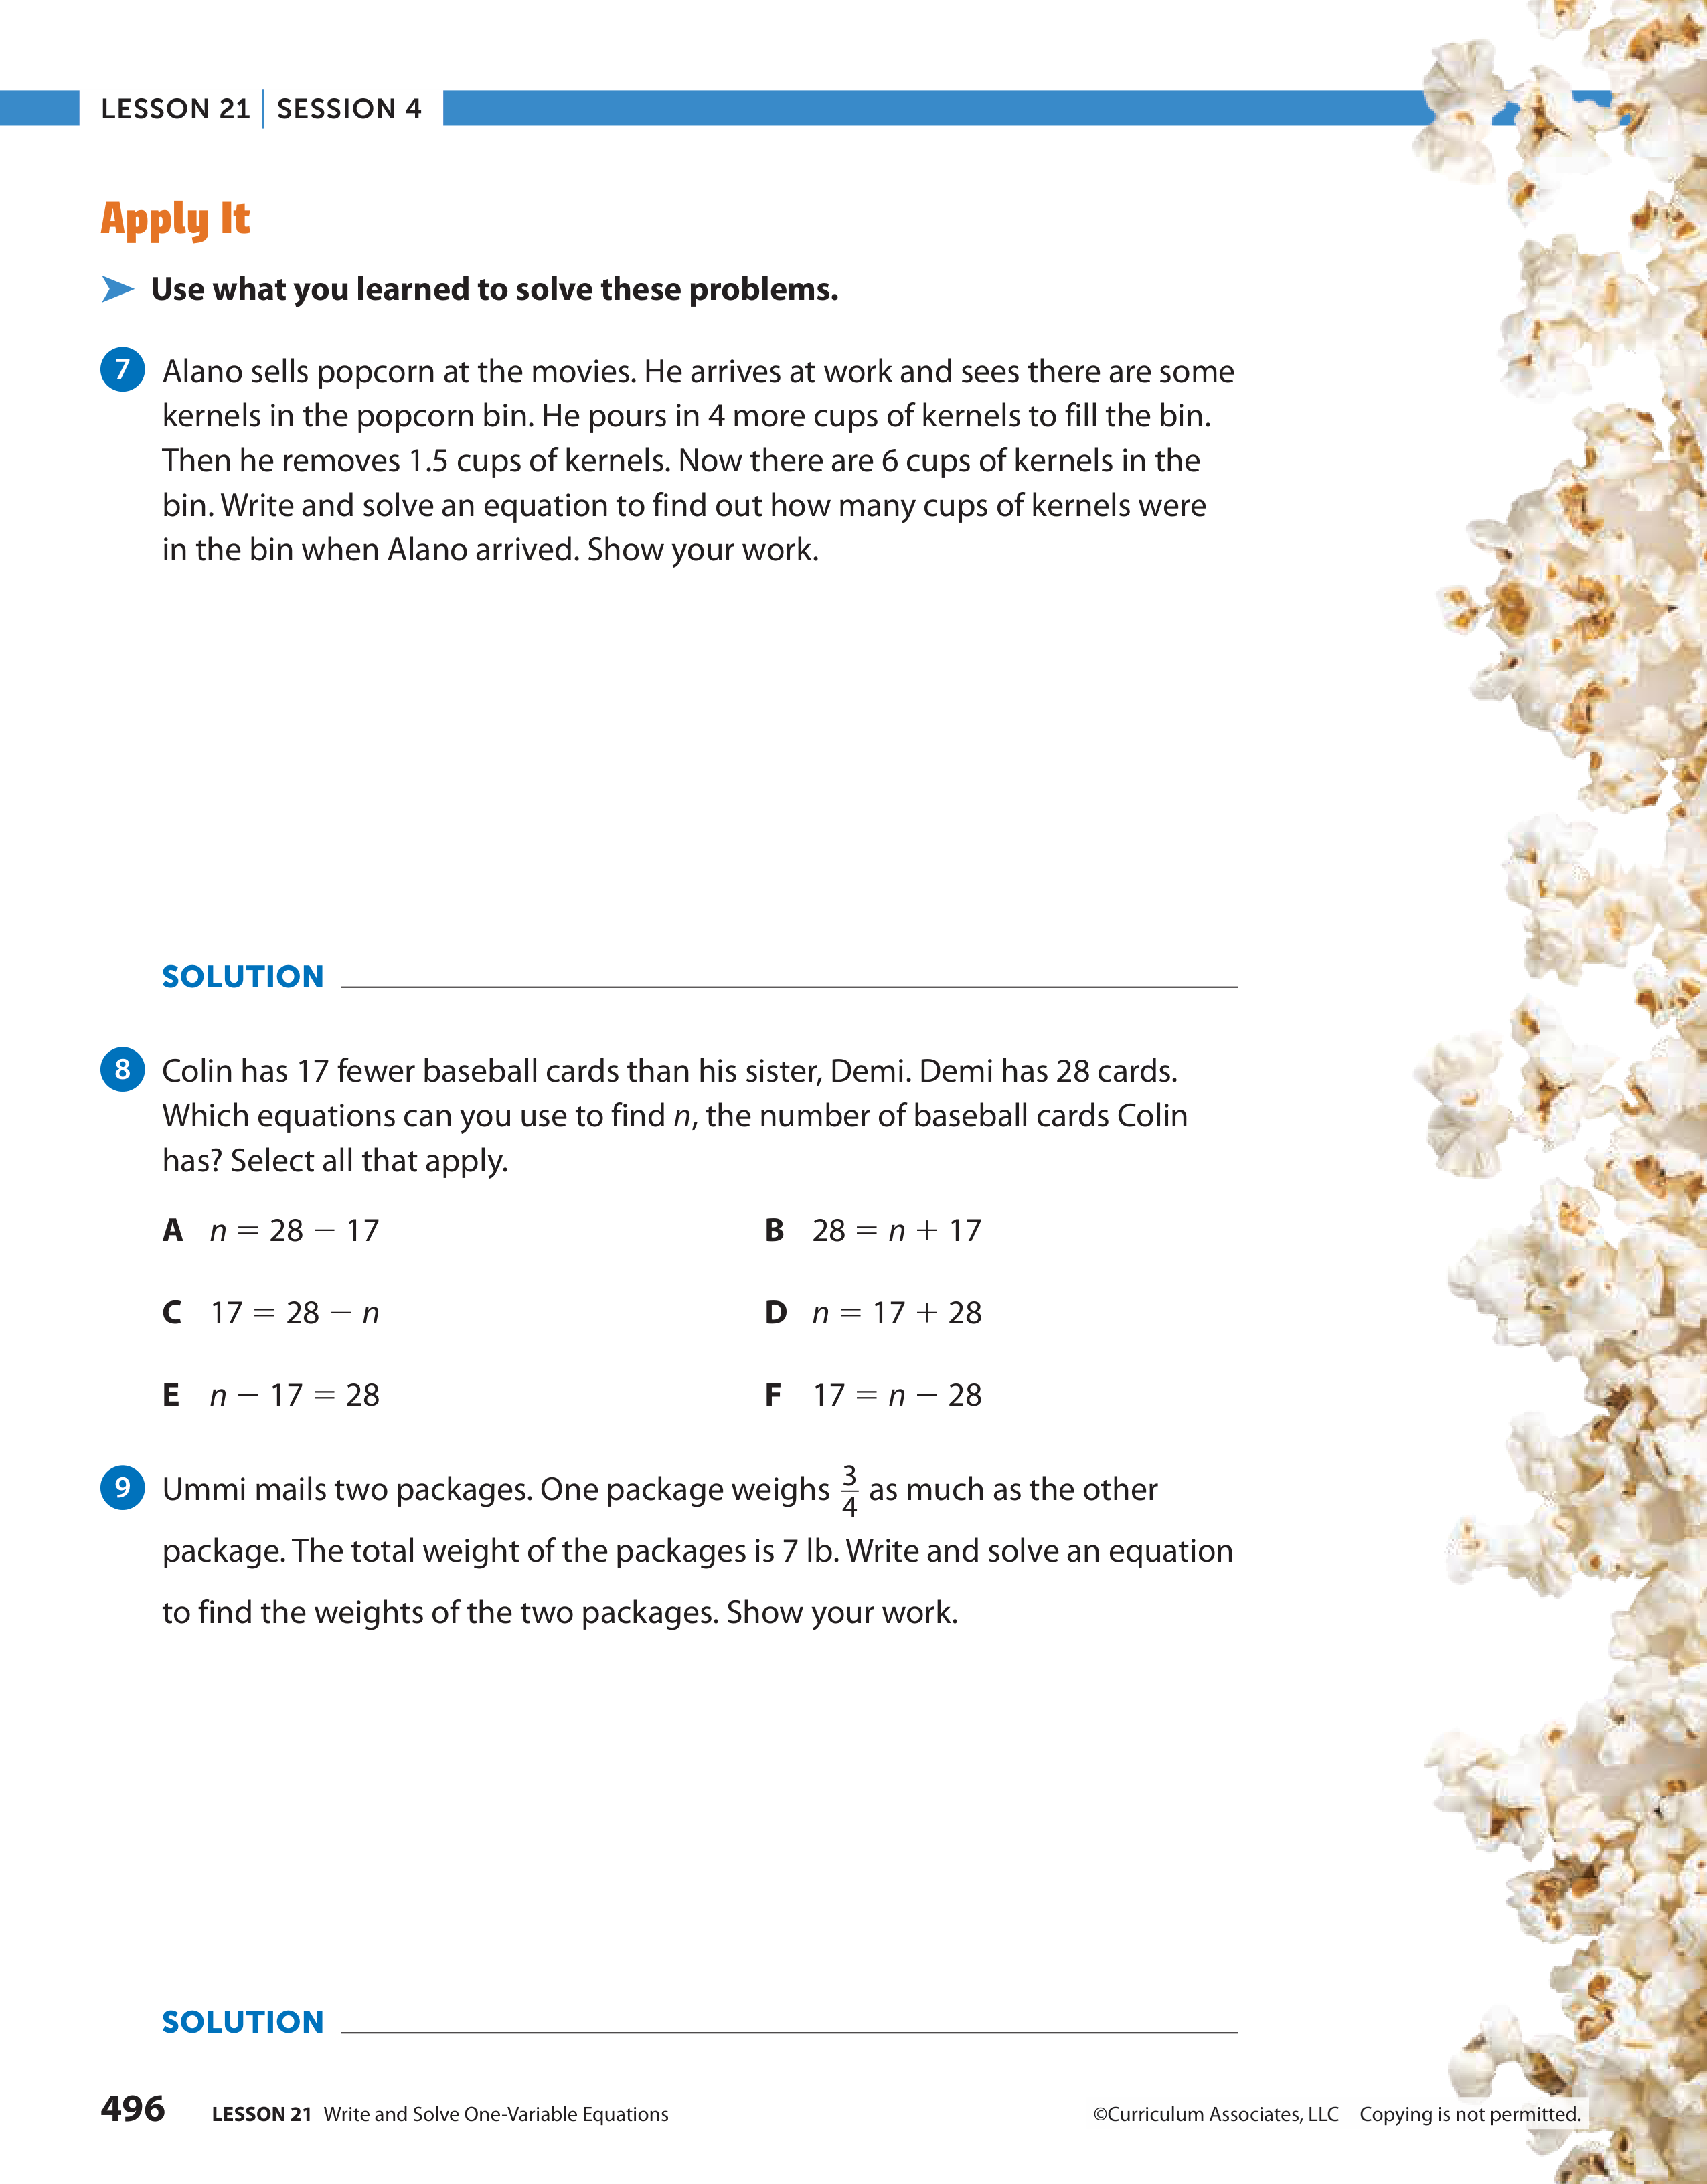 LESSON 21 | SESSION 4
Apply It
Use what you learned to solve these problems.
7 Alano sells popcorn at the movies. He arrives at work and sees there are some
kernels in the popcorn bin. He pours in 4 more cups of kernels to fill the bin.
Then he removes 1.5 cups of kernels. Now there are 6 cups of kernels in the
bin. Write and solve an equation to find out how many cups of kernels were
in the bin when Alano arrived. Show your work.
SOLUTION
8 Colin has 17 fewer baseball cards than his sister, Demi. Demi has 28 cards.
Which equations can you use to find n, the number of baseball cards Colin
has? Select all that apply.
A n = 28 − 17 B 28 = n + 17
C 17 = 28 − n D n = 17 + 28
E n − 17 = 28 F 17 = n − 28
9 Ummi mails two packages. One package weighs 3/4 as much as the other
package. The total weight of the packages is 7 lb. Write and solve an equation
to find the weights of the two packages. Show your work.
SOLUTION
496 LESSON 21 Write and Solve One-Variable Equations ©Curriculum Associates, LLC Copying is not permitted.